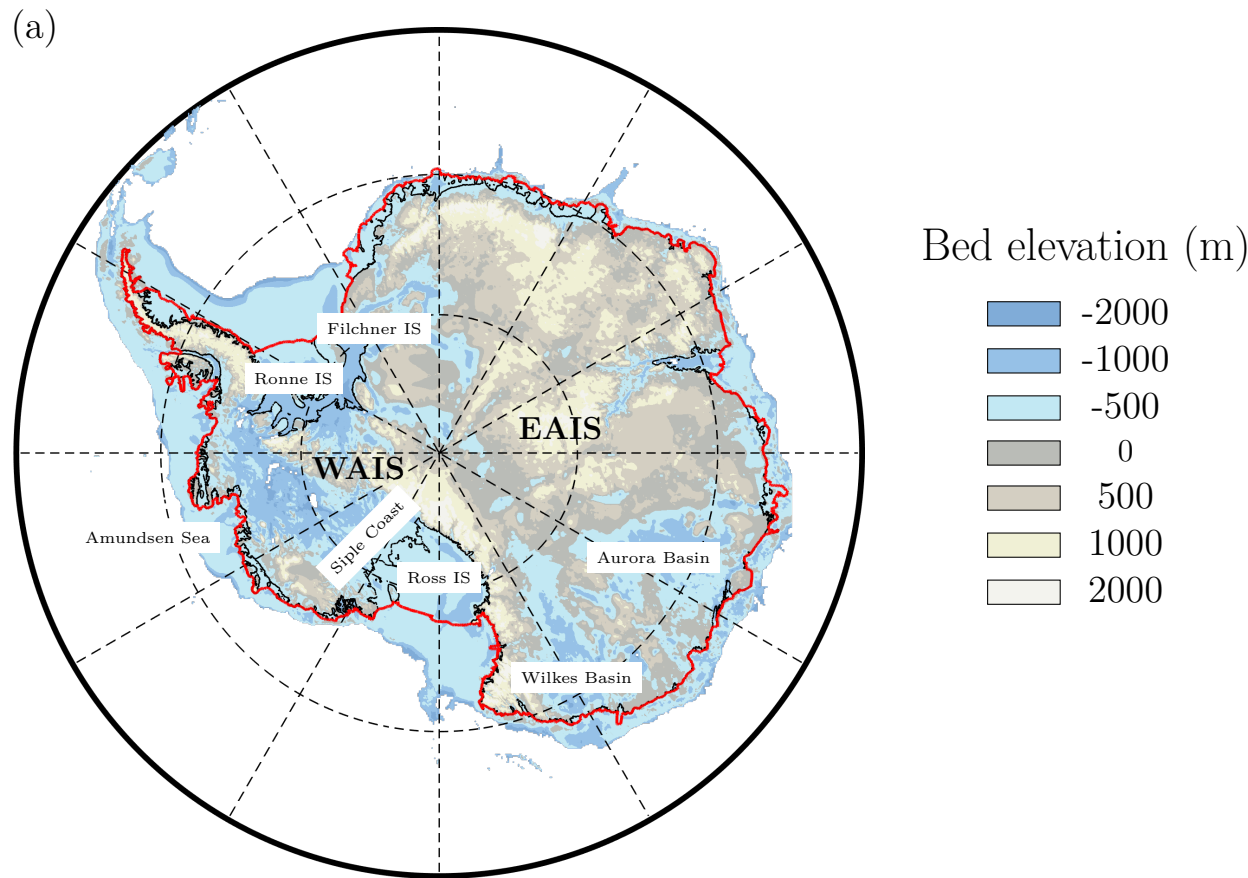 (a)
Filchner IS
Ronne IS
EAIS
WAIS
Siple Coast
Amundsen Sea
Aurora Basin
Ross IS
Wilkes Basin
Bed elevation (m)
-2000
-1000
-500
0
500
1000
2000